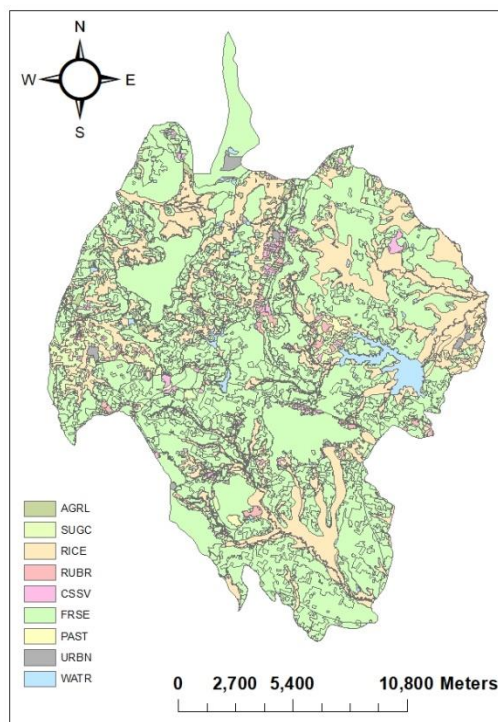 N
W E
S
AGRL
SUGC
RICE
RUBR
CSSV
FRSE
PAST
URBN
WATR
0 2,700 5,400 10,800 Meters